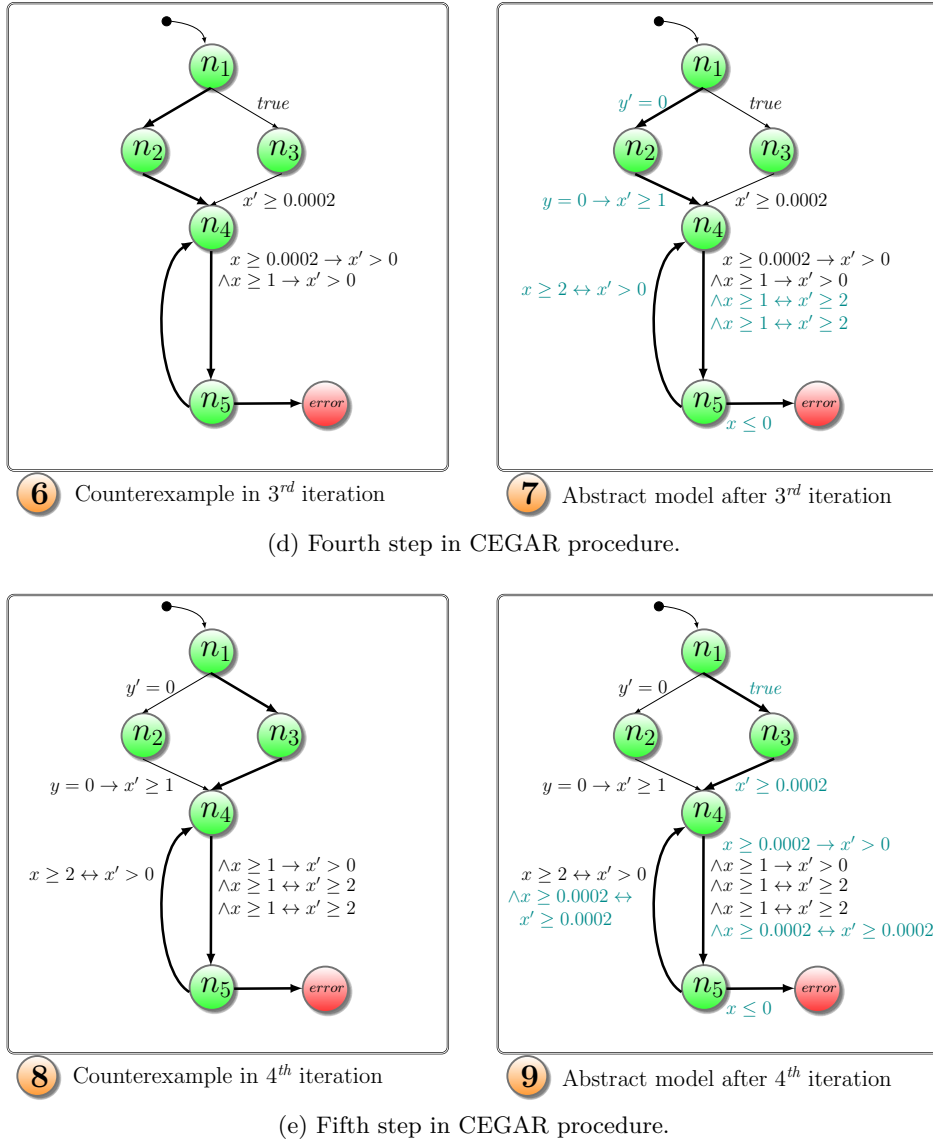 n₁
true
n₂ n₃
x′ ≥ 0.0002
n₄
x ≥ 0.0002 → x′ > 0
∧x ≥ 1 → x′ > 0
n₅ error
6 Counterexample in 3ʳᵈ iteration
n₁
y′ = 0 true
n₂ n₃
y = 0 → x′ ≥ 1 x′ ≥ 0.0002
n₄
x ≥ 0.0002 → x′ > 0
∧x ≥ 1 → x′ > 0
x ≥ 2 ↔ x′ > 0 ∧x ≥ 1 ↔ x′ ≥ 2
∧x ≥ 1 ↔ x′ ≥ 2
n₅ error
x ≤ 0
7 Abstract model after 3ʳᵈ iteration
(d) Fourth step in CEGAR procedure.
n₁
y′ = 0
n₂ n₃
y = 0 → x′ ≥ 1
n₄
∧x ≥ 1 → x′ > 0
x ≥ 2 ↔ x′ > 0 ∧x ≥ 1 ↔ x′ ≥ 2
∧x ≥ 1 ↔ x′ ≥ 2
n₅ error
8 Counterexample in 4ᵗʰ iteration
n₁
y′ = 0 true
n₂ n₃
y = 0 → x′ ≥ 1 x′ ≥ 0.0002
n₄
x ≥ 0.0002 → x′ > 0
x ≥ 2 ↔ x′ > 0 ∧x ≥ 1 → x′ > 0
∧x ≥ 0.0002 ↔ ∧x ≥ 1 ↔ x′ ≥ 2
x′ ≥ 0.0002 ∧x ≥ 1 ↔ x′ ≥ 2
∧x ≥ 0.0002 ↔ x′ ≥ 0.0002
n₅ error
x ≤ 0
9 Abstract model after 4ᵗʰ iteration
(e) Fifth step in CEGAR procedure.